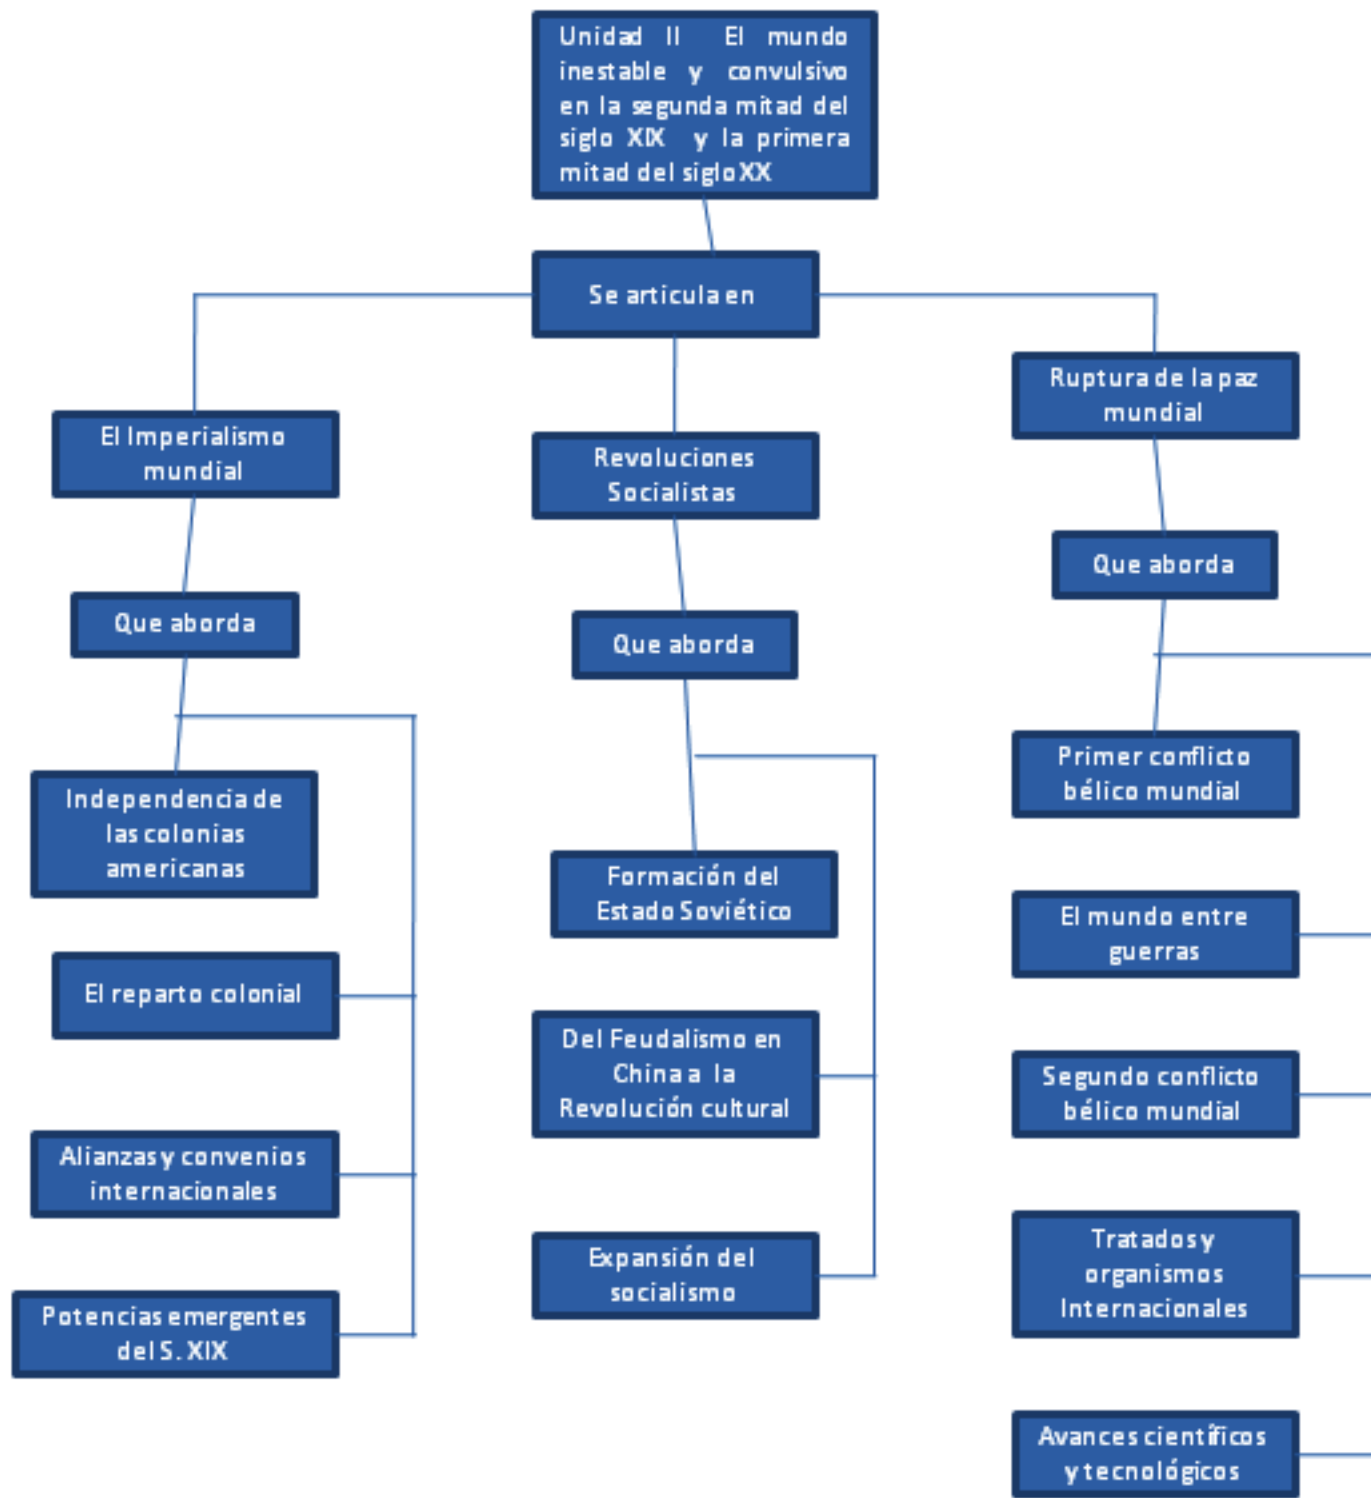 Unidad II El mundo
inestable y convulsivo
en la segunda mitad del
siglo XIX y la primera
mitad del siglo XX
Se articula en
El Imperialismo
mundial
Que aborda
Independencia de
las colonias
americanas
El reparto colonial
Alianzas y convenios
internacionales
Potencias emergentes
del S. XIX
Revoluciones
Socialistas
Que aborda
Formación del
Estado Soviético
Del Feudalismo en
China a la
Revolución cultural
Expansión del
socialismo
Ruptura de la paz
mundial
Que aborda
Primer conflicto
bélico mundial
El mundo entre
guerras
Segundo conflicto
bélico mundial
Tratados y
organismos
Internacionales
Avances científicos
y tecnológicos